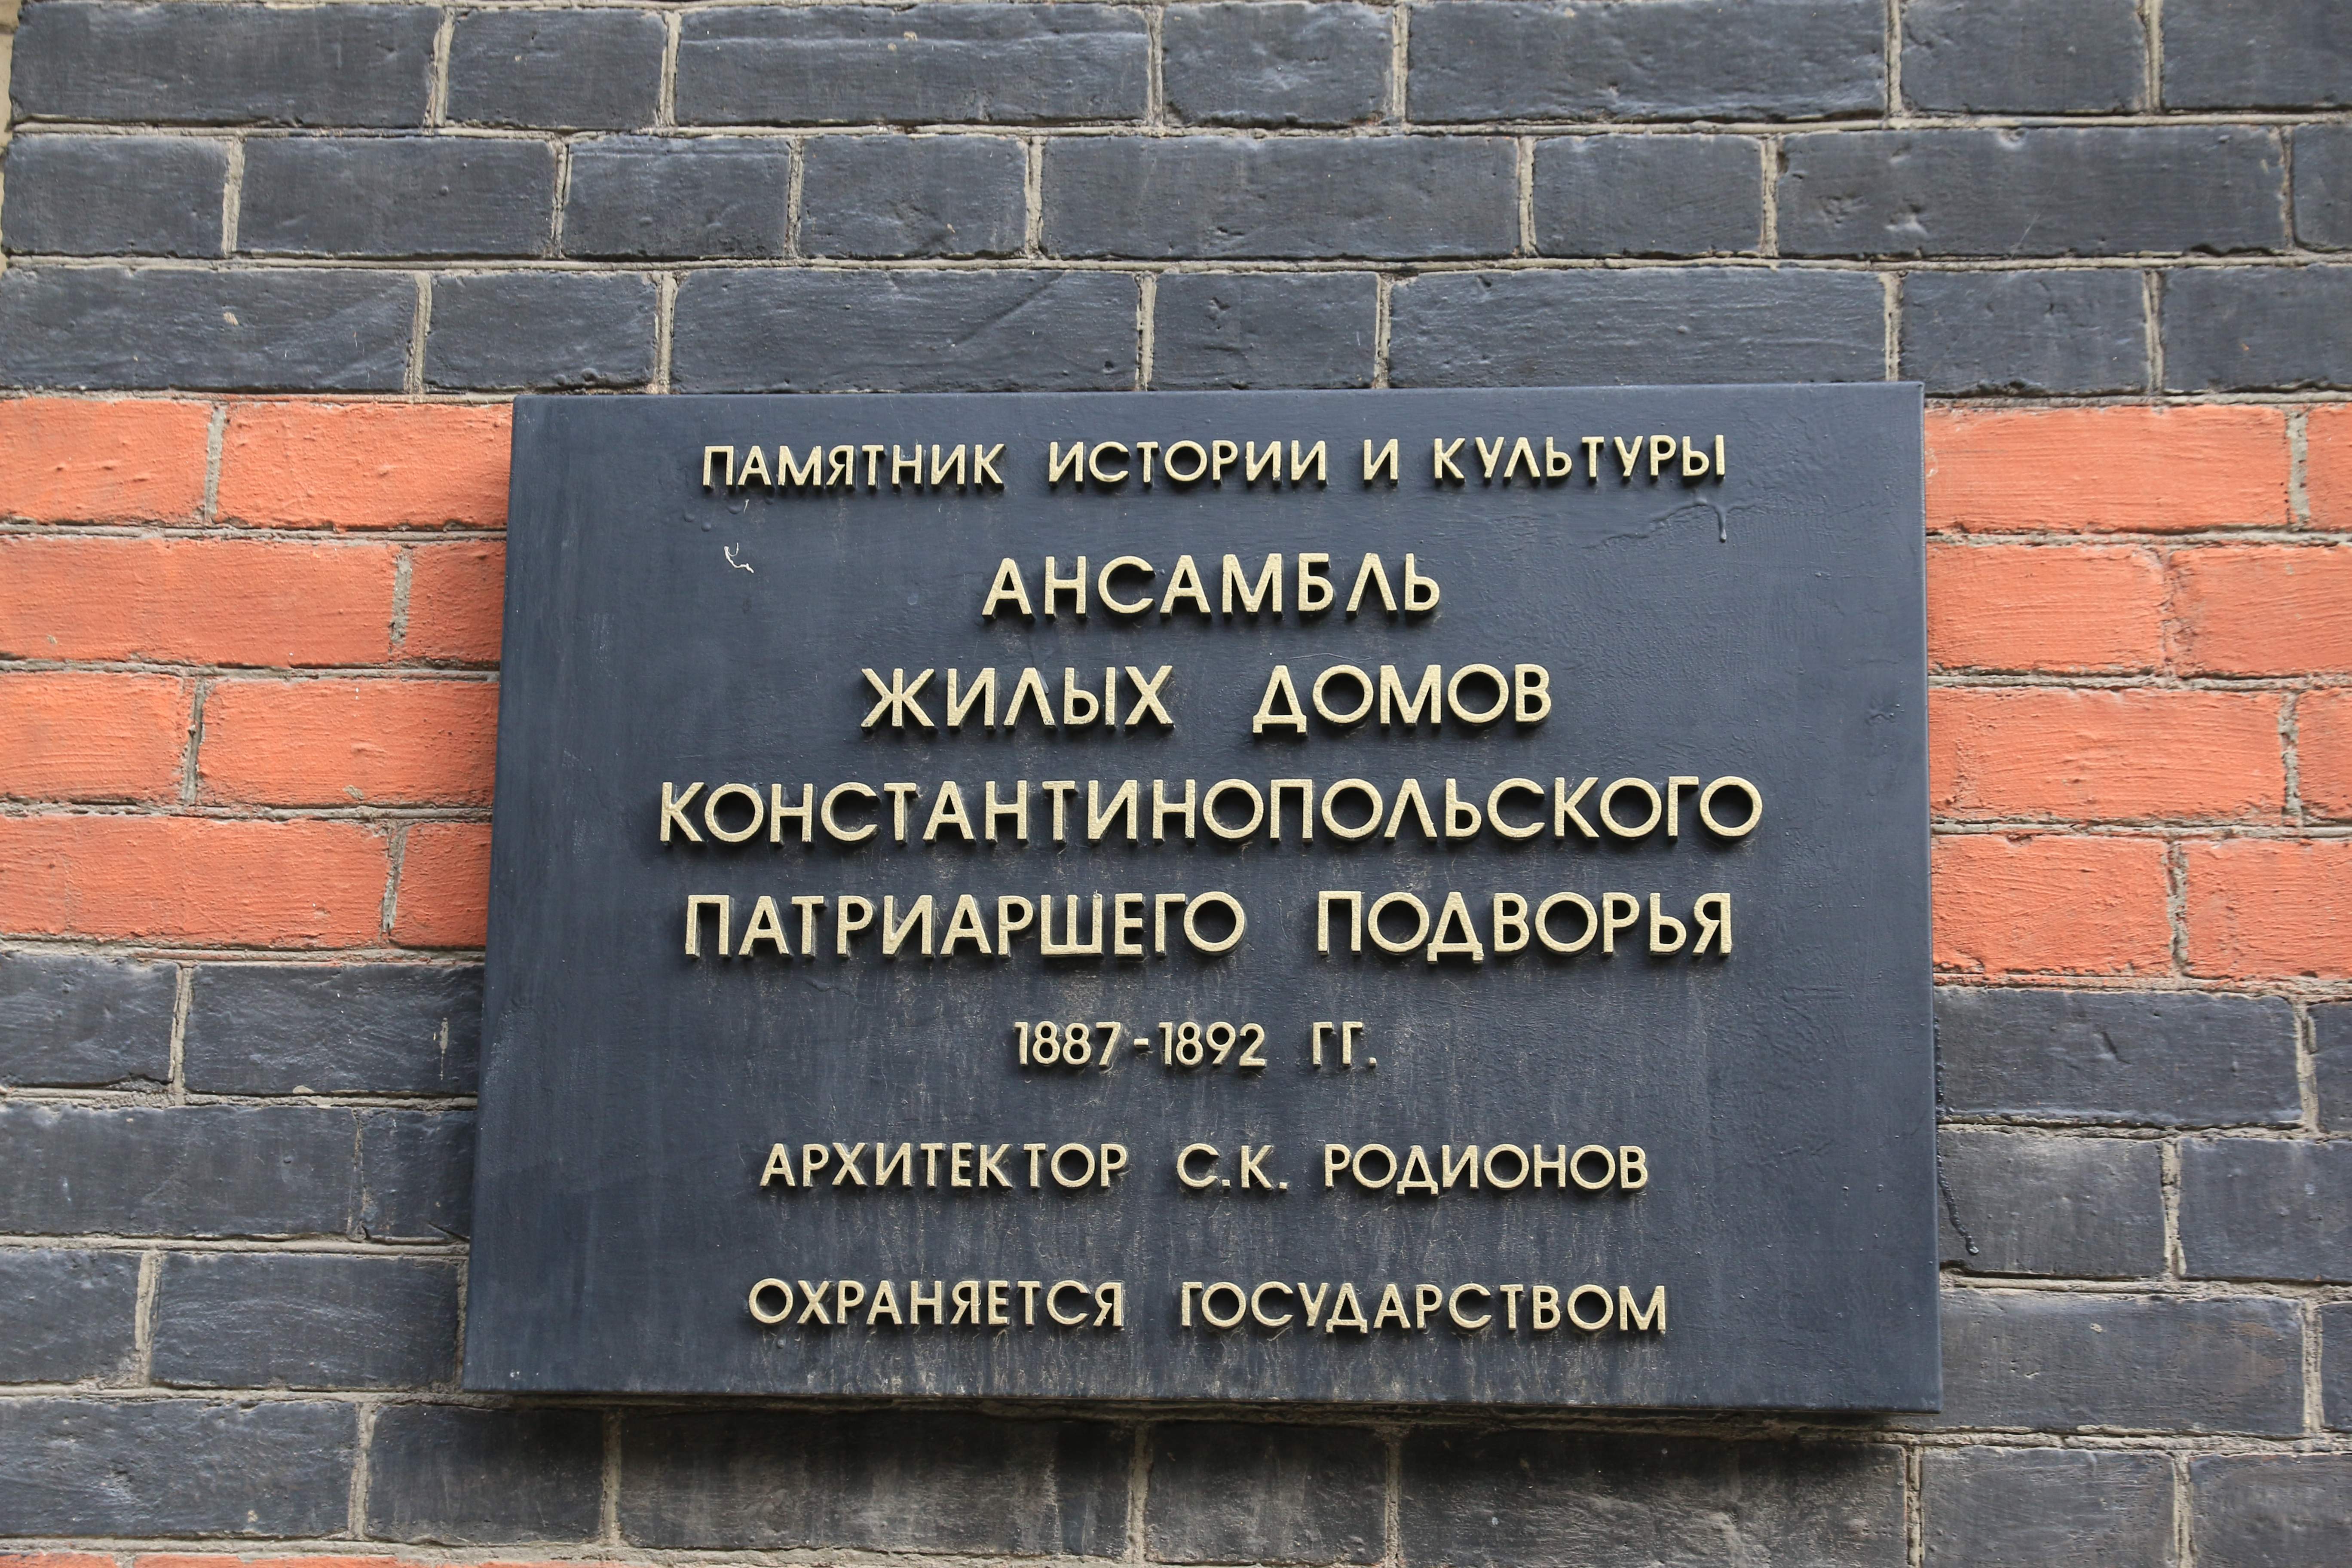 ПАМЯТНИК ИСТОРИИ И КУЛЬТУРЫ
АНСАМБЛЬ
ЖИЛЫХ ДОМОВ
КОНСТАНТИНОПОЛЬСКОГО
ПАТРИАРШЕГО ПОДВОРЬЯ
1887-1892 ГГ.
АРХИТЕКТОР С.К. РОДИОНОВ
ОХРАНЯЕТСЯ ГОСУДАРСТВОМ